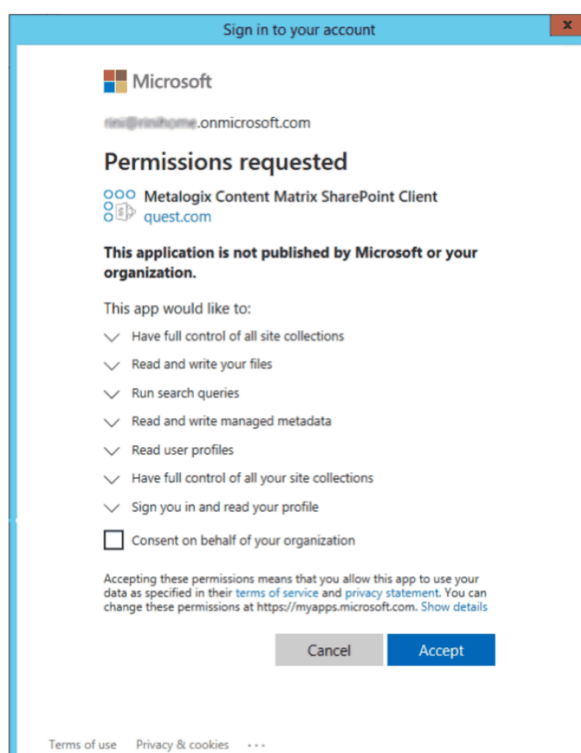 Sign in to your account
x
Microsoft
.onmicrosoft.com
Permissions requested
Metalogix Content Matrix SharePoint Client
quest.com
This application is not published by Microsoft or your
organization.
This app would like to:
Have full control of all site collections
Read and write your files
Run search queries
Read and write managed metadata
Read user profiles
Have full control of all your site collections
Sign you in and read your profile
Consent on behalf of your organization
Accepting these permissions means that you allow this app to use your
data as specified in their terms of service and privacy statement. You can
change these permissions at https://myapps.microsoft.com. Show details
Cancel
Accept
Terms of use
Privacy & cookies
...